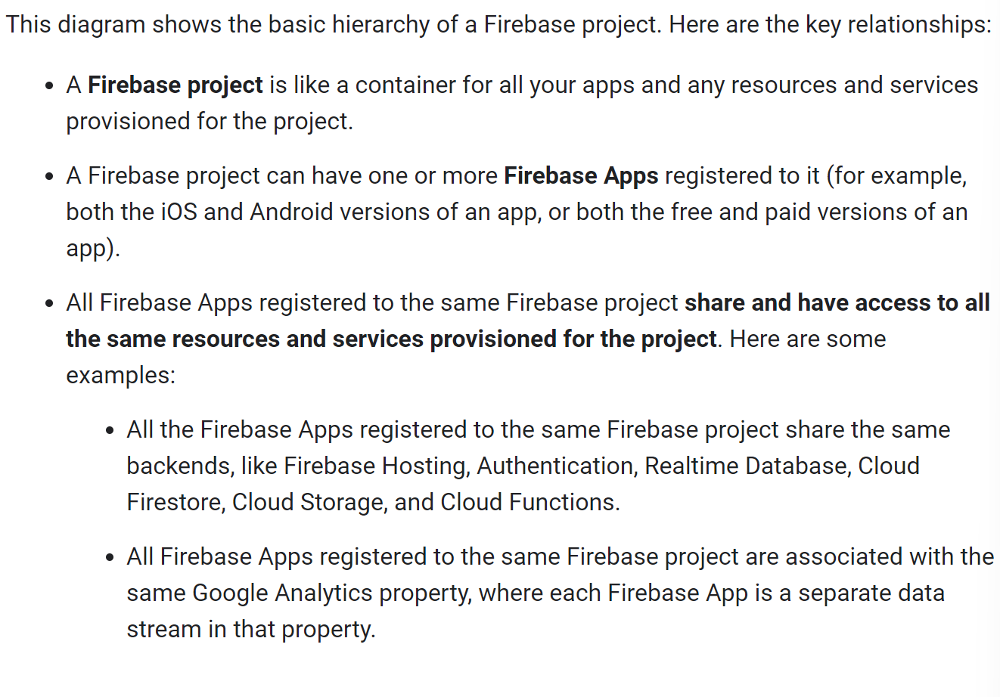 This diagram shows the basic hierarchy of a Firebase project. Here are the key relationships:
• A Firebase project is like a container for all your apps and any resources and services
provisioned for the project.
• A Firebase project can have one or more Firebase Apps registered to it (for example,
both the iOS and Android versions of an app, or both the free and paid versions of an
app).
• All Firebase Apps registered to the same Firebase project share and have access to all
the same resources and services provisioned for the project. Here are some
examples:
• All the Firebase Apps registered to the same Firebase project share the same
backends, like Firebase Hosting, Authentication, Realtime Database, Cloud
Firestore, Cloud Storage, and Cloud Functions.
• All Firebase Apps registered to the same Firebase project are associated with the
same Google Analytics property, where each Firebase App is a separate data
stream in that property.